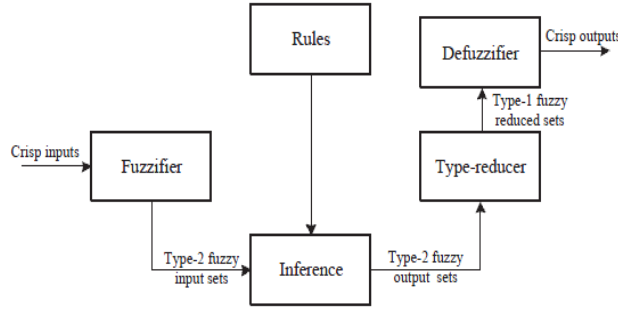 Rules
Defuzzifier
Crisp outputs
Type-1 fuzzy
reduced sets
Crisp inputs
Fuzzifier
Type-reducer
Type-2 fuzzy
input sets
Inference
Type-2 fuzzy
output sets